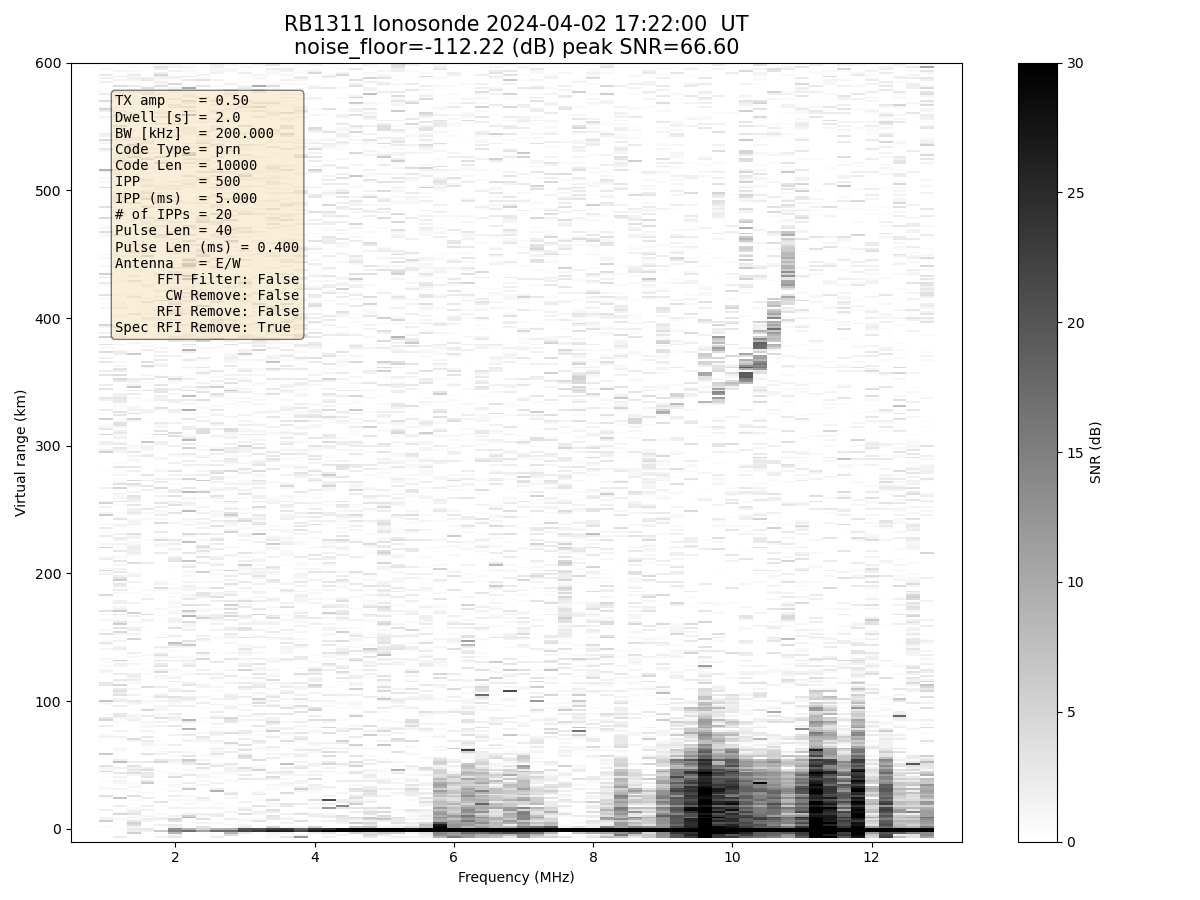 RB1311 Ionosonde 2024-04-02 17:22:00  UT
noise_floor=-112.22 (dB) peak SNR=66.60
TX amp    = 0.50
Dwell [s] = 2.0
BW [kHz]  = 200.000
Code Type = prn
Code Len  = 10000
IPP       = 500
IPP (ms)  = 5.000
# of IPPs = 20
Pulse Len = 40
Pulse Len (ms) = 0.400
Antenna   = E/W
FFT Filter: False
CW Remove: False
RFI Remove: False
Spec RFI Remove: True
Virtual range (km)
600
500
400
300
200
100
0
2 4 6 8 10 12
Frequency (MHz)
30
25
20
15
10
5
0
SNR (dB)